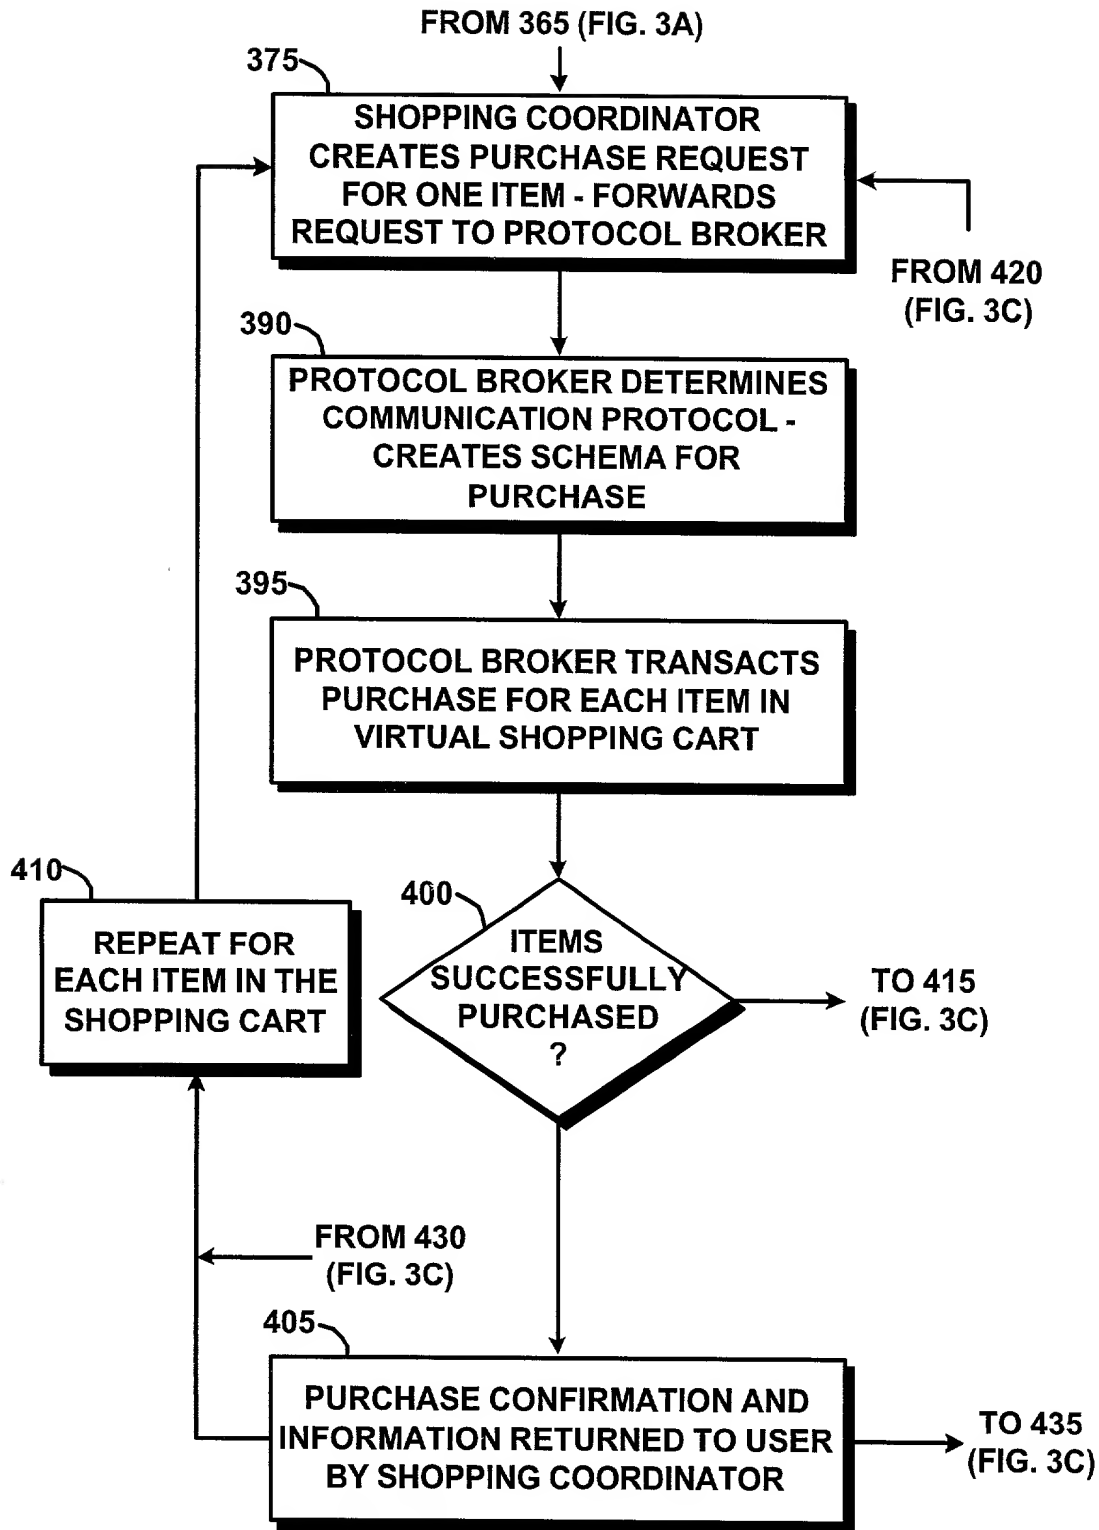 FROM 365 (FIG. 3A)
375
SHOPPING COORDINATOR
CREATES PURCHASE REQUEST
FOR ONE ITEM - FORWARDS
REQUEST TO PROTOCOL BROKER
FROM 420
(FIG. 3C)
390
PROTOCOL BROKER DETERMINES
COMMUNICATION PROTOCOL -
CREATES SCHEMA FOR
PURCHASE
395
PROTOCOL BROKER TRANSACTS
PURCHASE FOR EACH ITEM IN
VIRTUAL SHOPPING CART
410
REPEAT FOR
EACH ITEM IN THE
SHOPPING CART
400
ITEMS
SUCCESSFULLY
PURCHASED
?
TO 415
(FIG. 3C)
FROM 430
(FIG. 3C)
405
PURCHASE CONFIRMATION AND
INFORMATION RETURNED TO USER
BY SHOPPING COORDINATOR
TO 435
(FIG. 3C)